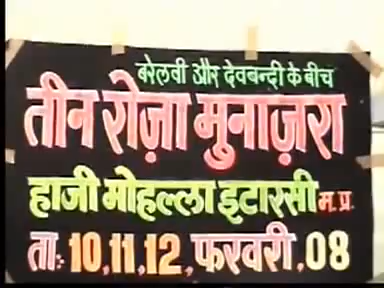 बरेलवी और देवबन्दी के बीच
तीन रोज़ा मुनाज़रा
हाजी मोहल्ला इटारसी म.प्र.
ताः 10,11,12, फरवरी, 08